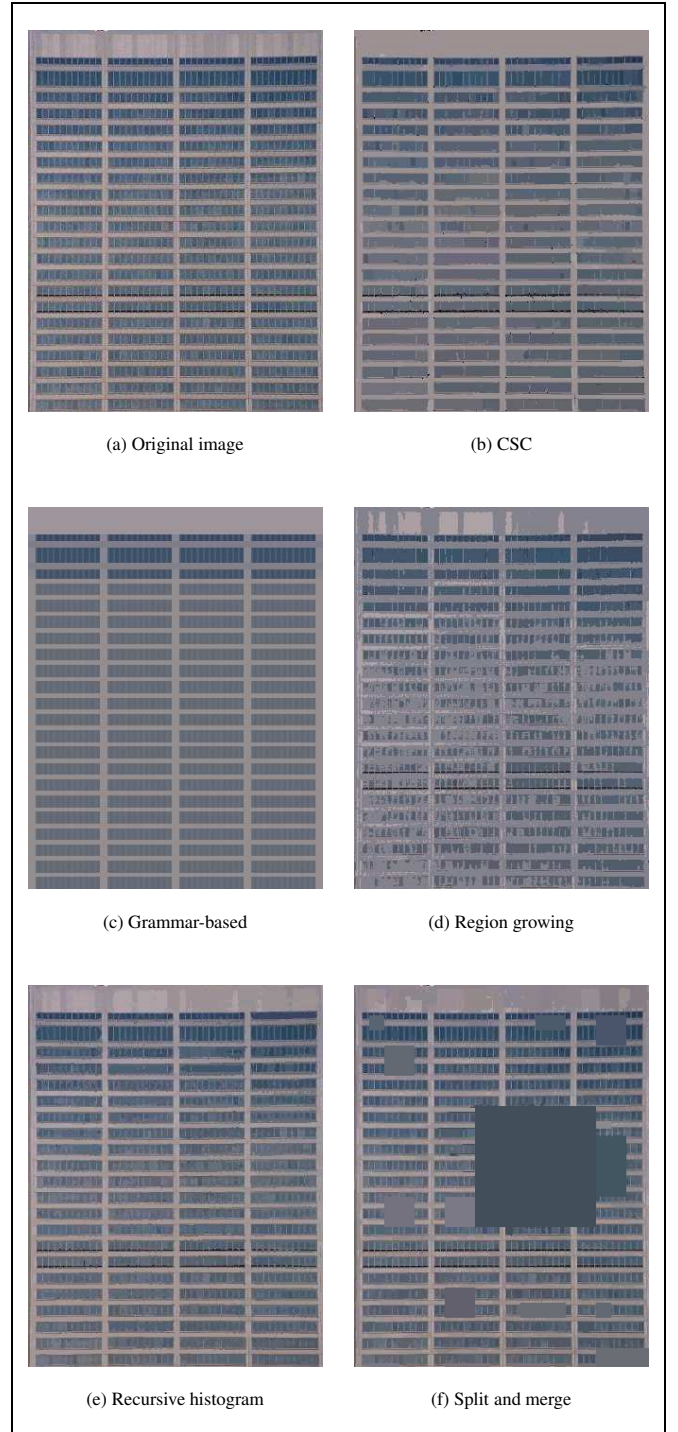 (a) Original image
(b) CSC
(c) Grammar-based
(d) Region growing
(e) Recursive histogram
(f) Split and merge